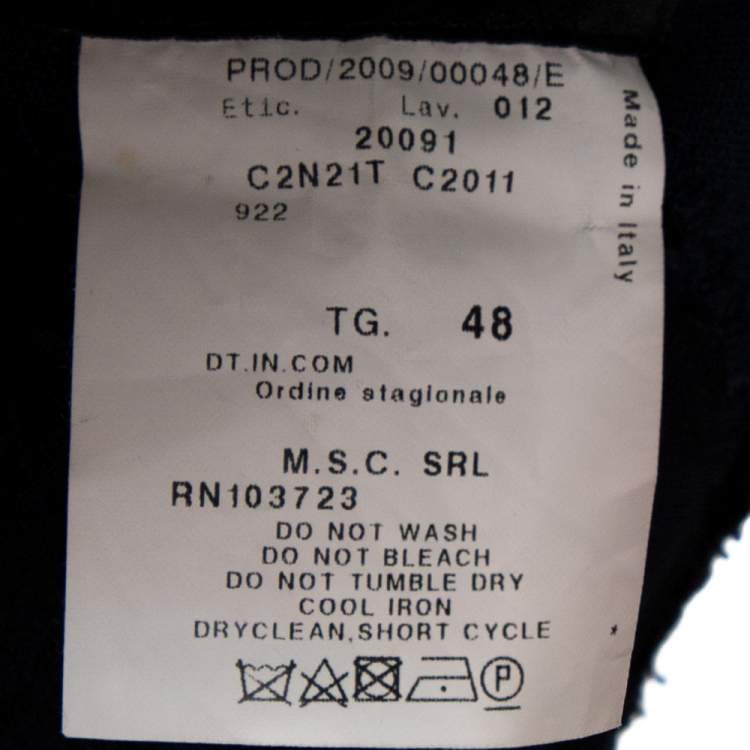 PROD/2009/00048/E
Etic. Lav. 012
20091
C2N21T C2011
922
TG. 48
DT.IN.COM
Ordine stagionale
M.S.C. SRL
RN103723
DO NOT WASH
DO NOT BLEACH
DO NOT TUMBLE DRY
COOL IRON
DRYCLEAN,SHORT CYCLE *
P
Made in Italy